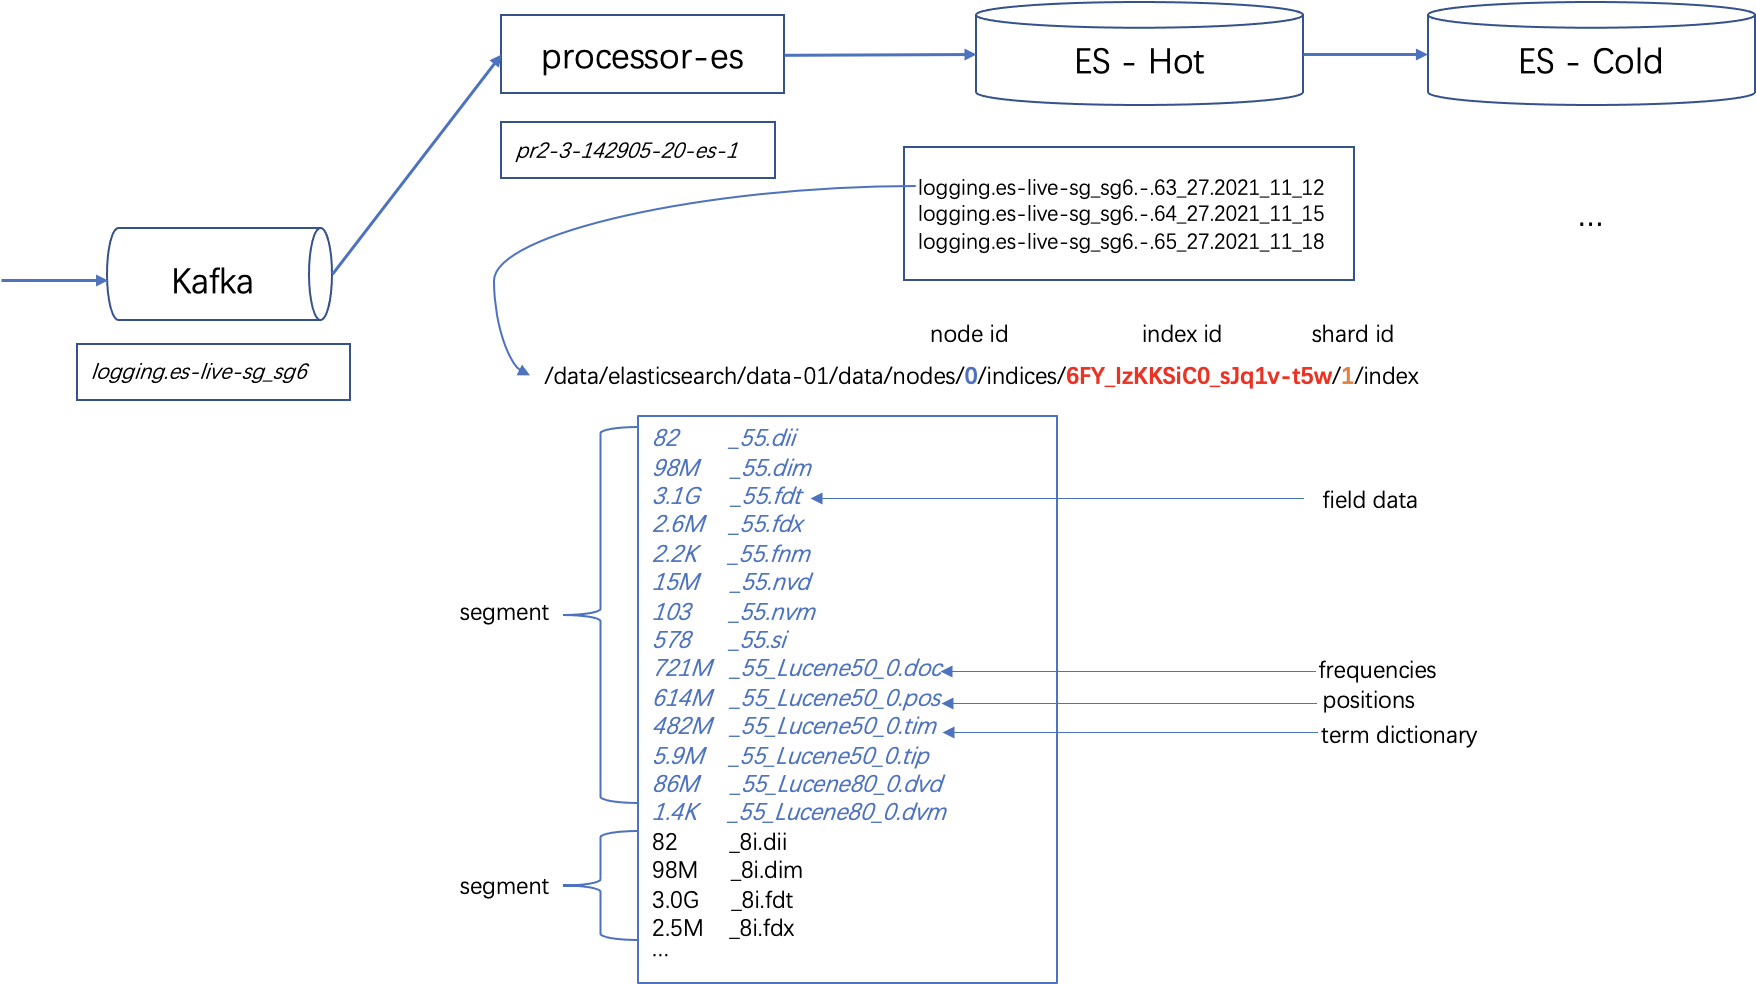 processor-es
ES - Hot
ES - Cold
pr2-3-142905-20-es-1
logging.es-live-sg_sg6.-.63_27.2021_11_12
logging.es-live-sg_sg6.-.64_27.2021_11_15
logging.es-live-sg_sg6.-.65_27.2021_11_18
...
Kafka
logging.es-live-sg_sg6
node id index id shard id
/data/elasticsearch/data-01/data/nodes/0/indices/6FY_IzKKSiC0_sJq1v-t5w/1/index
82 _55.dii
98M _55.dim
3.1G _55.fdt
field data
2.6M _55.fdx
2.2K _55.fnm
15M _55.nvd
segment
103 _55.nvm
578 _55.si
721M _55_Lucene50_0.doc
frequencies
614M _55_Lucene50_0.pos
positions
482M _55_Lucene50_0.tim
term dictionary
5.9M _55_Lucene50_0.tip
86M _55_Lucene80_0.dvd
1.4K _55_Lucene80_0.dvm
82 _8i.dii
98M _8i.dim
segment
3.0G _8i.fdt
2.5M _8i.fdx
...